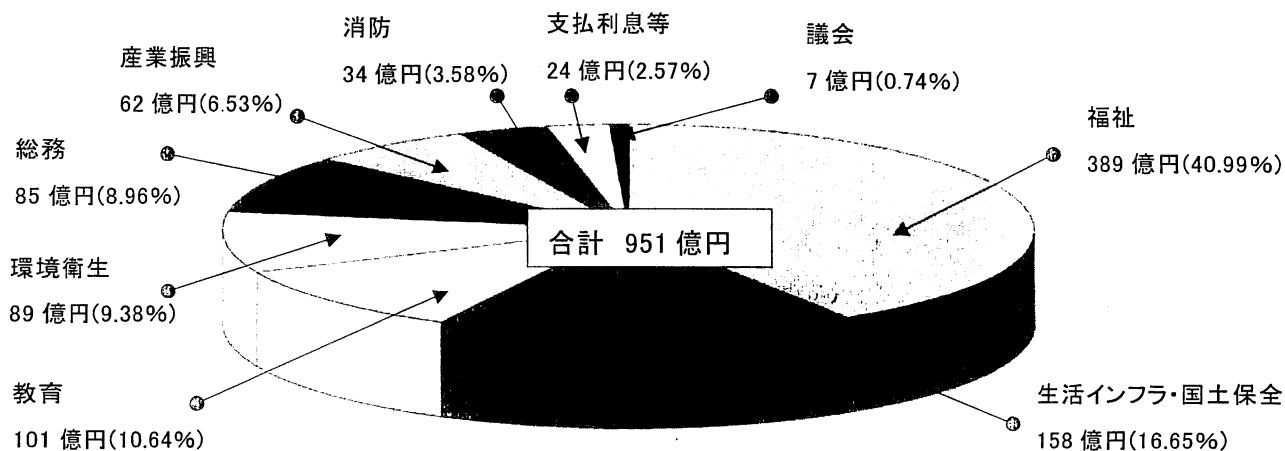 消防
34 億円(3.58%)
支払利息等
24 億円(2.57%)
議会
7 億円(0.74%)
産業振興
62 億円(6.53%)
福祉
389 億円(40.99%)
総務
85 億円(8.96%)
合計 951 億円
環境衛生
89 億円(9.38%)
教育
101 億円(10.64%)
生活インフラ・国土保全
158 億円(16.65%)